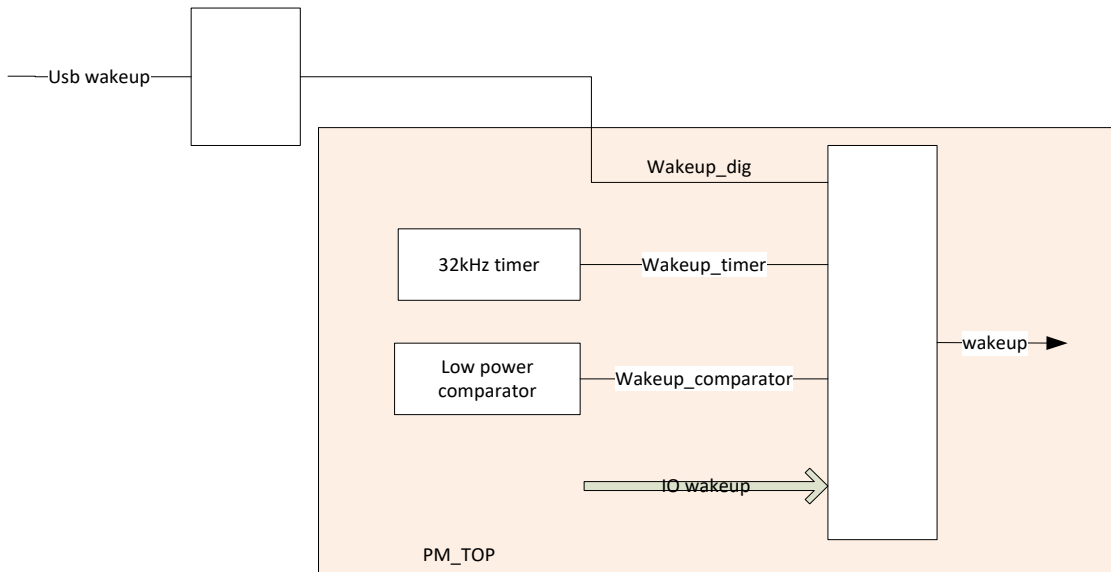 Usb wakeup
Wakeup_dig
32kHz timer
Wakeup_timer
wakeup
Low power
comparator
Wakeup_comparator
IO wakeup
PM_TOP